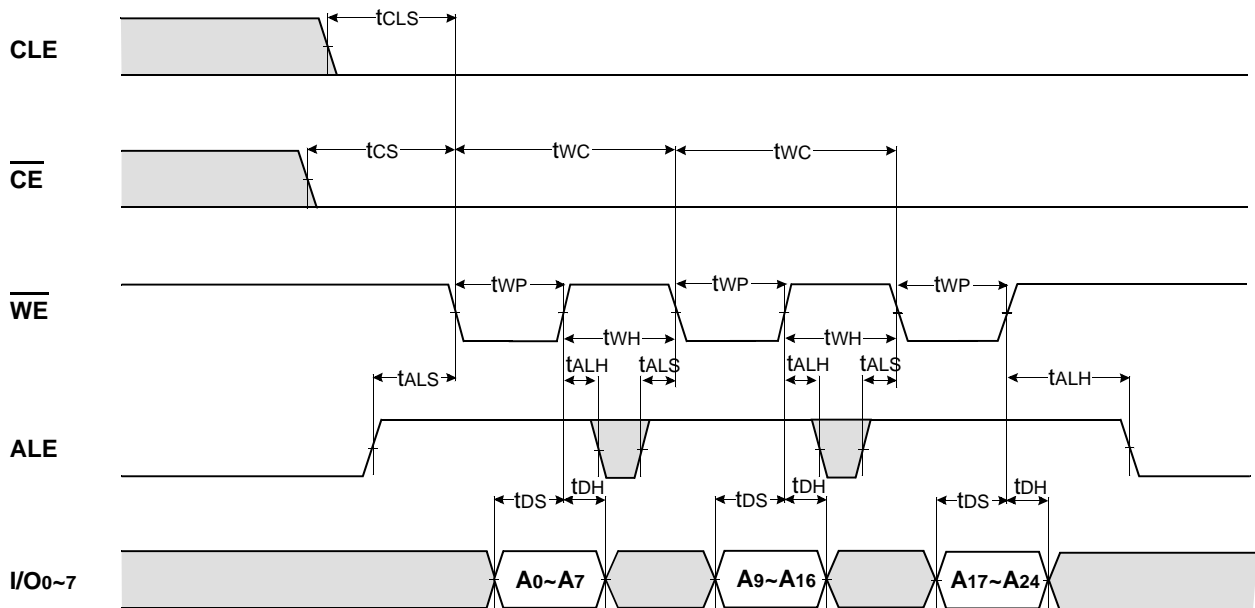 tCLS
CLE
tCS tWC tWC
CE
tWP tWP tWP
WE
tWH tWH
tALS tALH tALS tALH tALS tALH
ALE
tDS tDH tDS tDH tDS tDH
I/O0~7 A0~A7 A9~A16 A17~A24